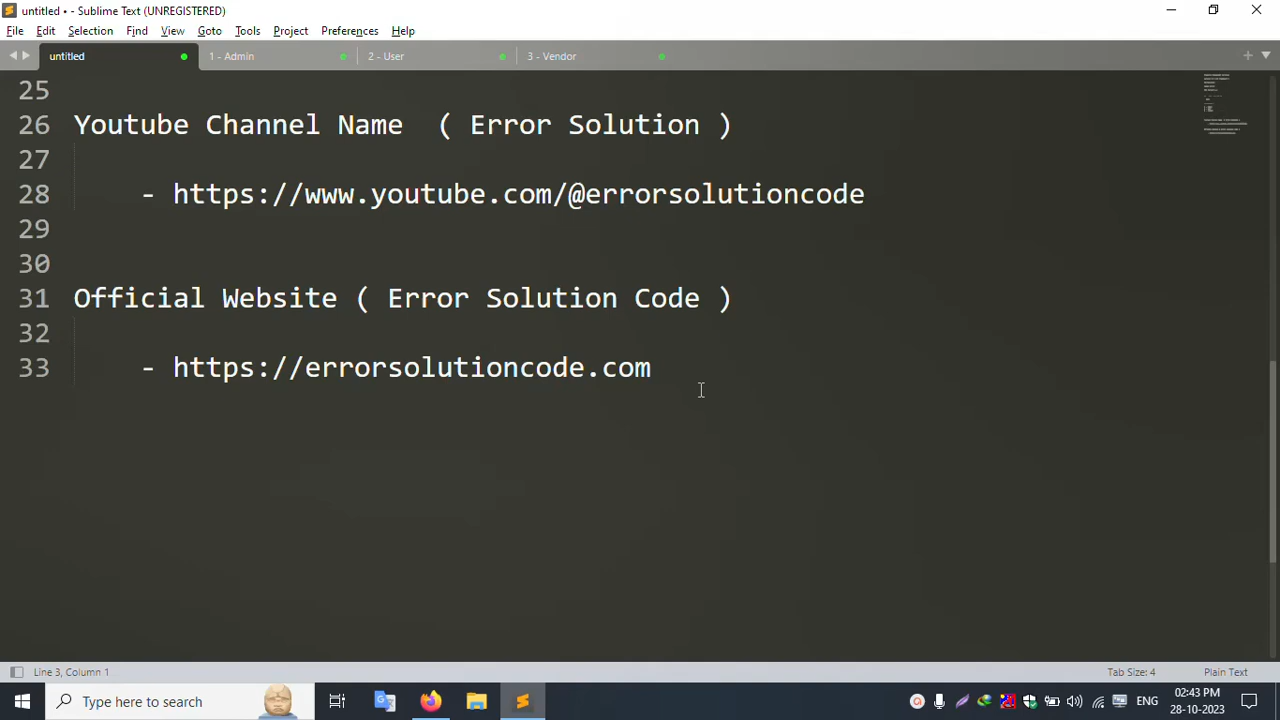 untitled • - Sublime Text (UNREGISTERED)
File Edit Selection Find View Goto Tools Project Preferences Help
untitled 1 - Admin 2 - User 3 - Vendor
25
26 Youtube Channel Name ( Error Solution )
27
28 - https://www.youtube.com/@errorsolutioncode
29
30
31 Official Website ( Error Solution Code )
32
33 - https://errorsolutioncode.com
Line 3, Column 1 Tab Size: 4 Plain Text
Type here to search ENG 02:43 PM
28-10-2023